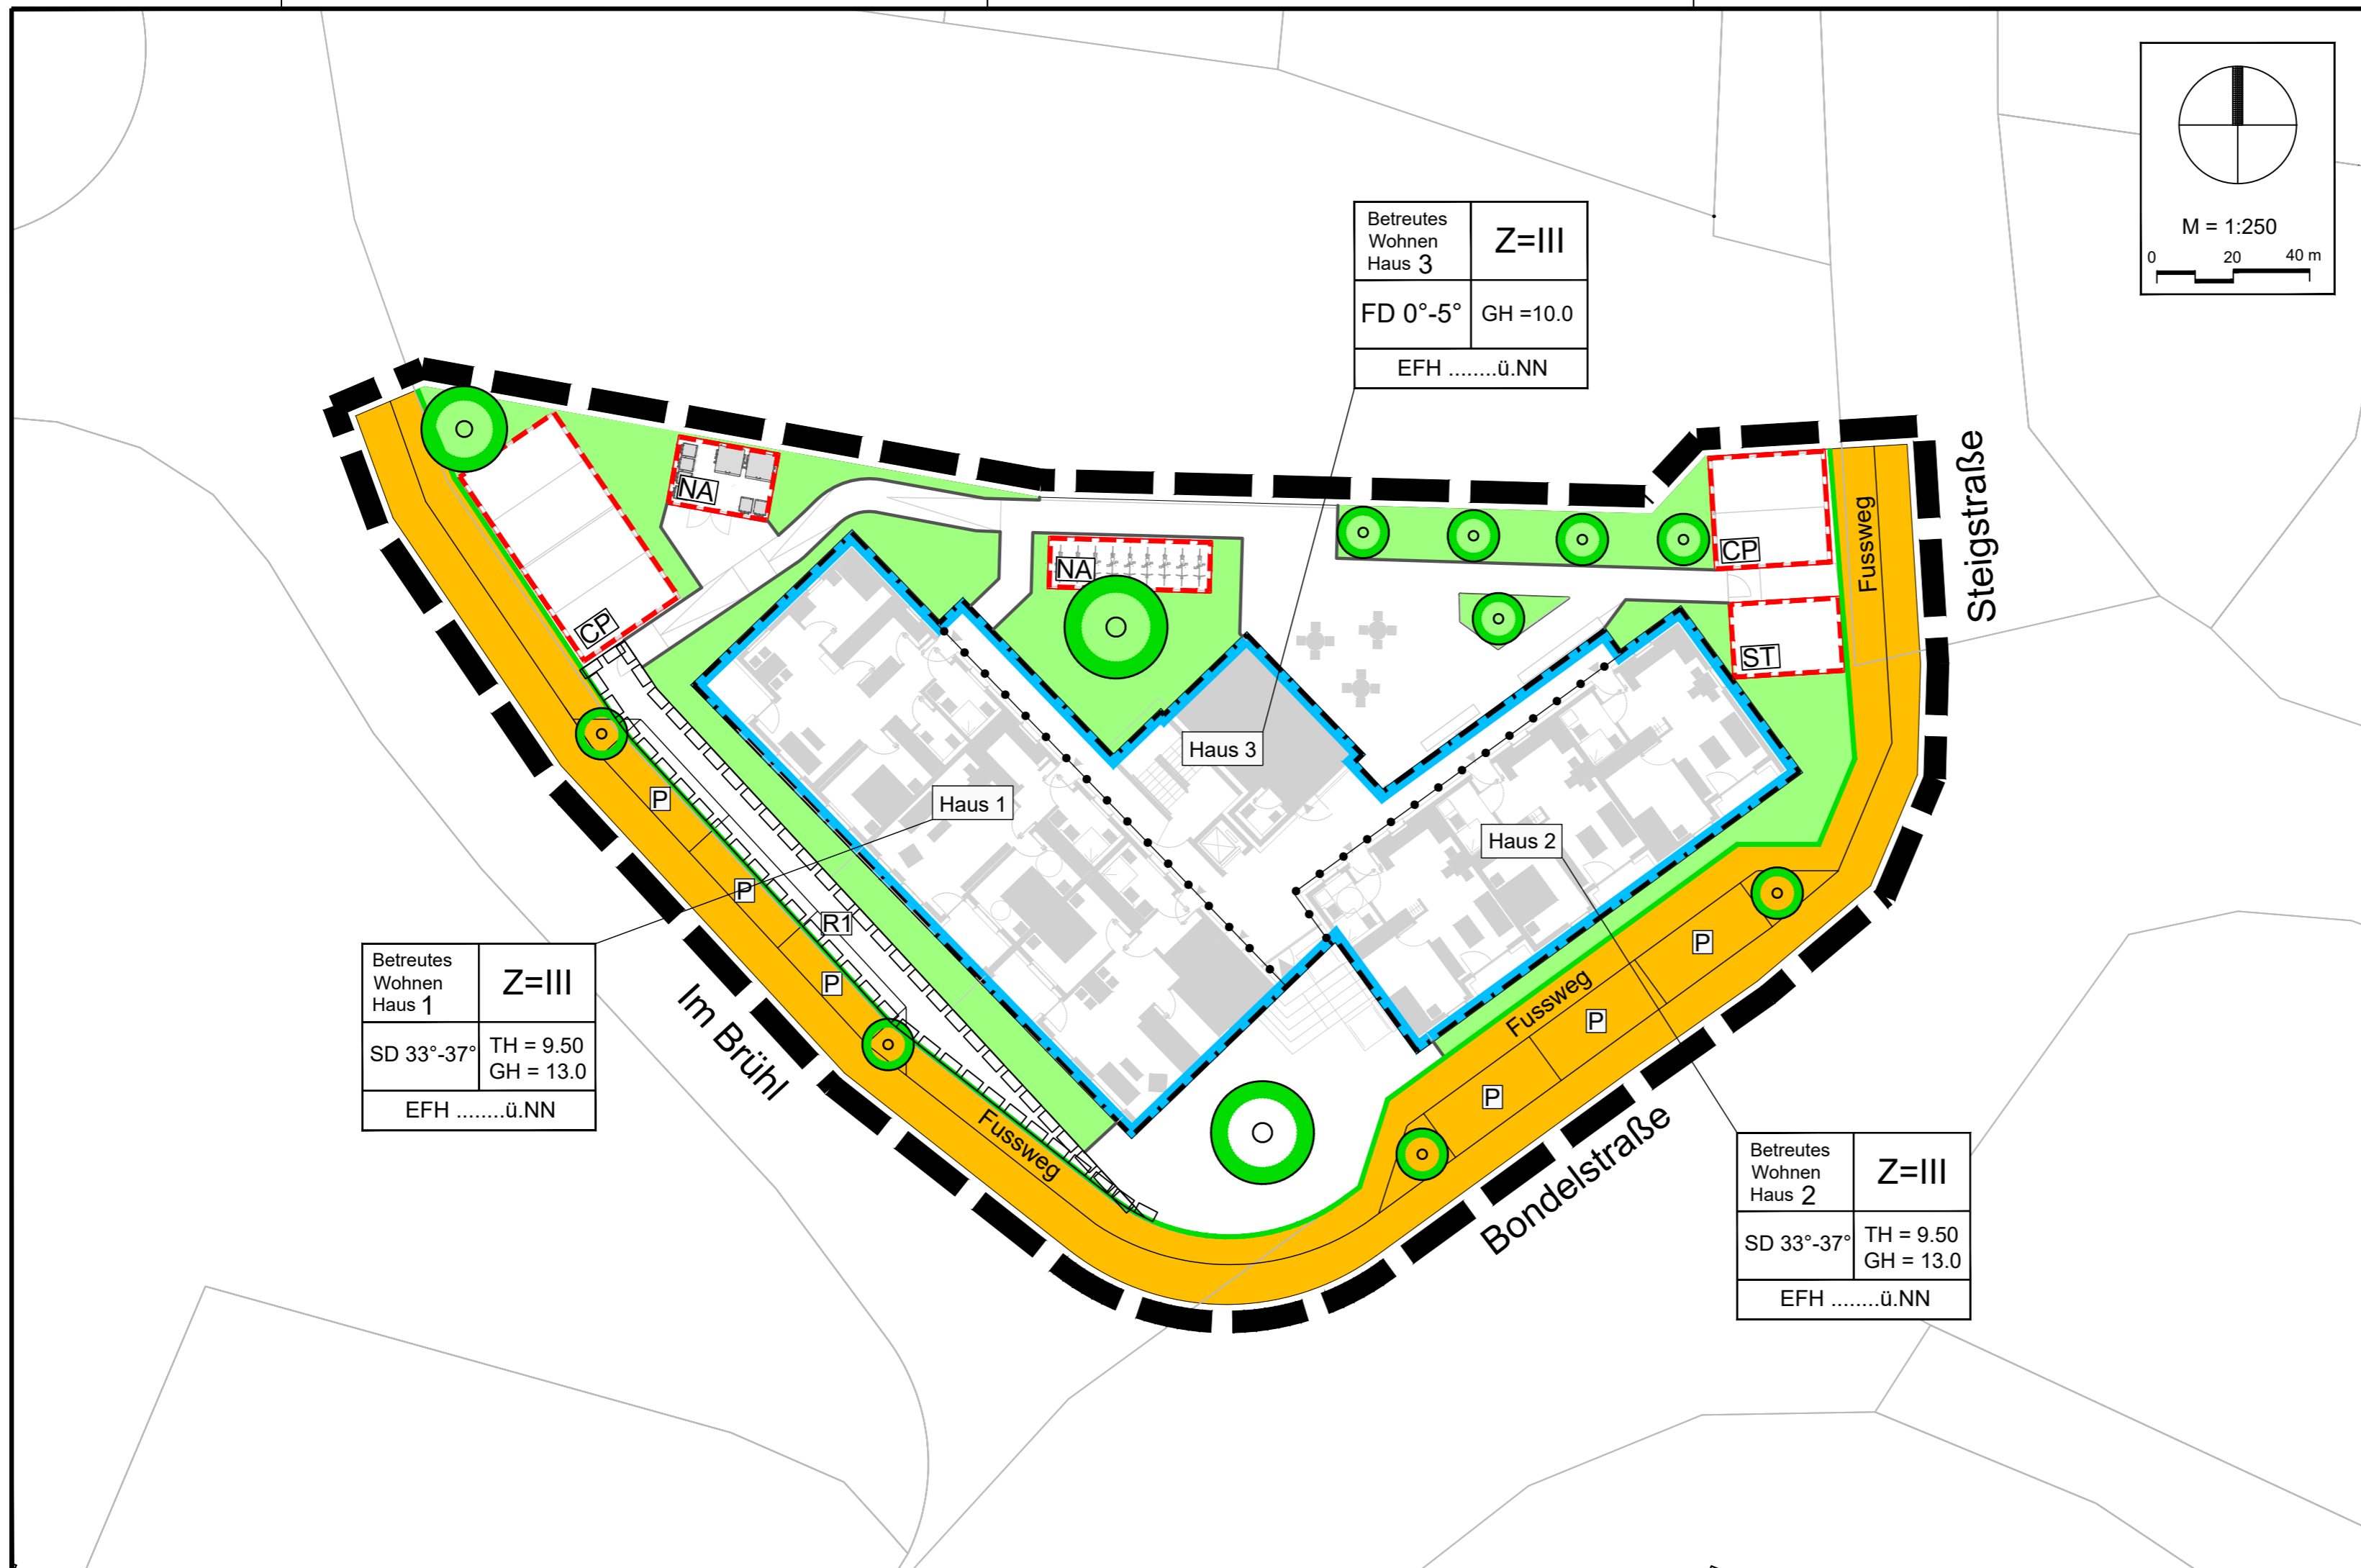 M = 1:250
0 20 40 m
Betreutes
Wohnen
Haus 3
Z=III
FD 0°-5°
GH =10.0
EFH ........ü.NN
Steigstraße
Fussweg
NA
NA
CP
ST
CP
Haus 3
Haus 1
Haus 2
P
P
R1
P
P
P
P
Fussweg
Fussweg
Im Brühl
Bondelstraße
Betreutes
Wohnen
Haus 1
Z=III
SD 33°-37°
TH = 9.50
GH = 13.0
EFH ........ü.NN
Betreutes
Wohnen
Haus 2
Z=III
SD 33°-37°
TH = 9.50
GH = 13.0
EFH ........ü.NN